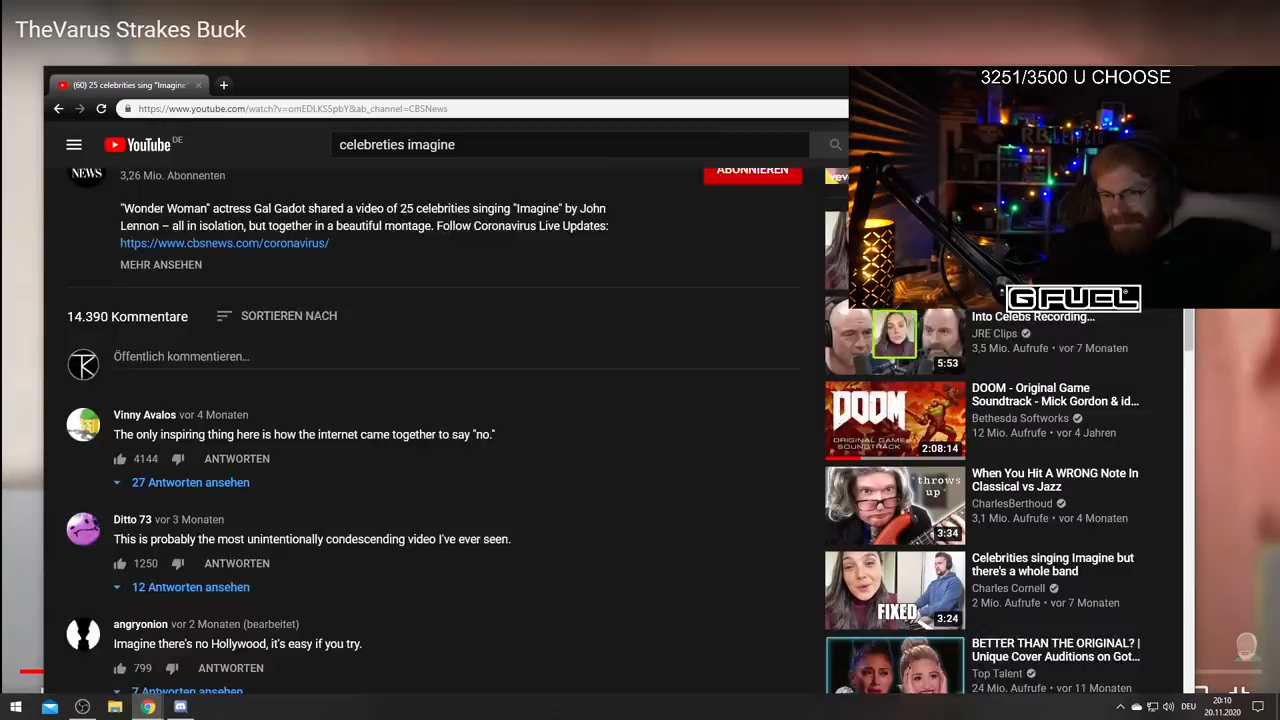 TheVarus Strakes Buck
3251/3500 U CHOOSE
(60) 25 celebrities sing "Imagine"
https://www.youtube.com/watch?v=omEDLKS5pbY&ab_channel=CBSNews
YouTube DE
celebreties imagine
NEWS
3,26 Mio. Abonnenten
ABONNIEREN
"Wonder Woman" actress Gal Gadot shared a video of 25 celebrities singing "Imagine" by John
Lennon – all in isolation, but together in a beautiful montage. Follow Coronavirus Live Updates:
https://www.cbsnews.com/coronavirus/
MEHR ANSEHEN
14.390 Kommentare
SORTIEREN NACH
TK
Öffentlich kommentieren...
Vinny Avalos vor 4 Monaten
The only inspiring thing here is how the internet came together to say "no."
4144
ANTWORTEN
27 Antworten ansehen
Ditto 73 vor 3 Monaten
This is probably the most unintentionally condescending video I've ever seen.
1250
ANTWORTEN
12 Antworten ansehen
angryonion vor 2 Monaten (bearbeitet)
Imagine there's no Hollywood, it's easy if you try.
799
ANTWORTEN
7 Antworten ansehen
G FUEL
Into Celebs Recording...
JRE Clips
3,5 Mio. Aufrufe • vor 7 Monaten
5:53
DOOM
ORIGINAL GAME
SOUNDTRACK
2:08:14
DOOM - Original Game
Soundtrack - Mick Gordon & id...
Bethesda Softworks
12 Mio. Aufrufe • vor 4 Jahren
"throws
up"
3:34
When You Hit A WRONG Note In
Classical vs Jazz
CharlesBerthoud
3,1 Mio. Aufrufe • vor 4 Monaten
FIXED
3:24
Celebrities singing Imagine but
there's a whole band
Charles Cornell
2 Mio. Aufrufe • vor 7 Monaten
BETTER THAN THE ORIGINAL? |
Unique Cover Auditions on Got...
Top Talent
24 Mio. Aufrufe • vor 11 Monaten
DEU
20:10
20.11.2020